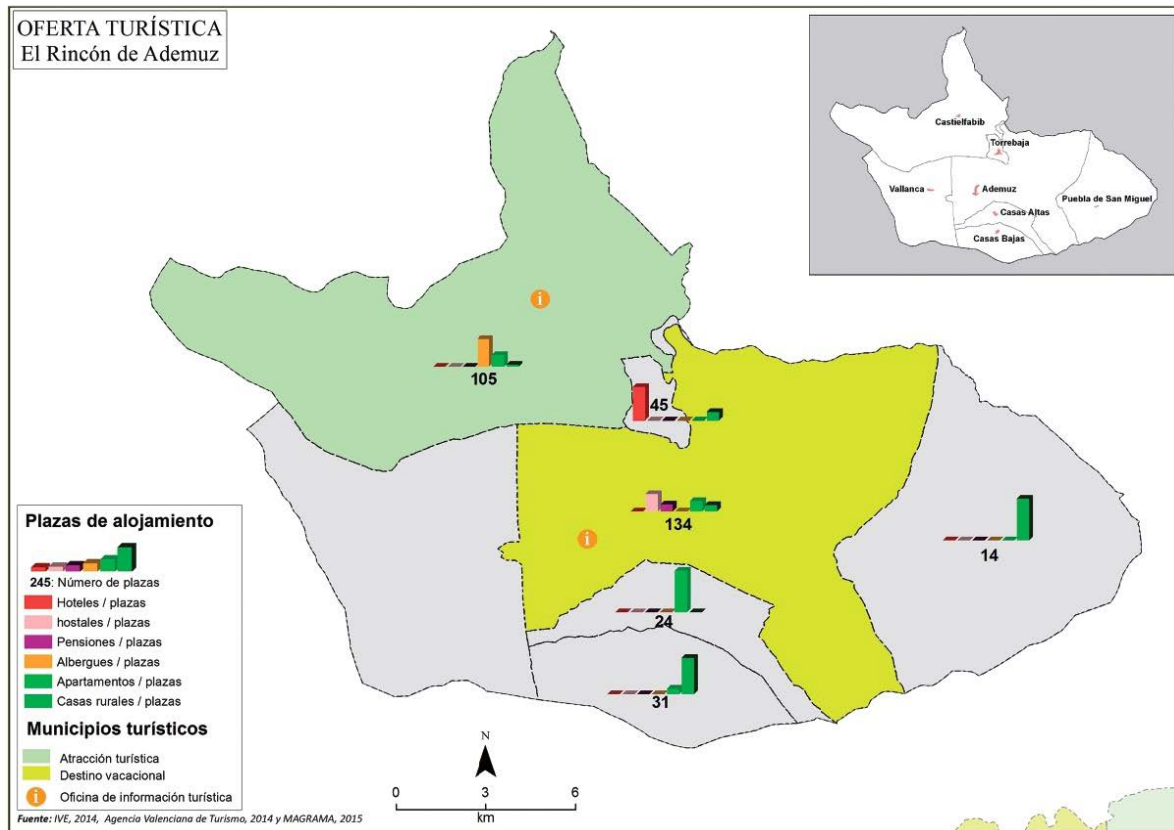 OFERTA TURÍSTICA
El Rincón de Ademuz
Castielfabib
Torrebaja
Vallanca
Ademuz
Puebla de San Miguel
Casas Altas
Casas Bajas
i
105
45
134
i
14
24
31
Plazas de alojamiento
245: Número de plazas
Hoteles / plazas
hostales / plazas
Pensiones / plazas
Albergues / plazas
Apartamentos / plazas
Casas rurales / plazas
Municipios turísticos
Atracción turística
Destino vacacional
i Oficina de información turística
N
0 3 6
km
Fuente: IVE, 2014, Agencia Valenciana de Turismo, 2014 y MAGRAMA, 2015